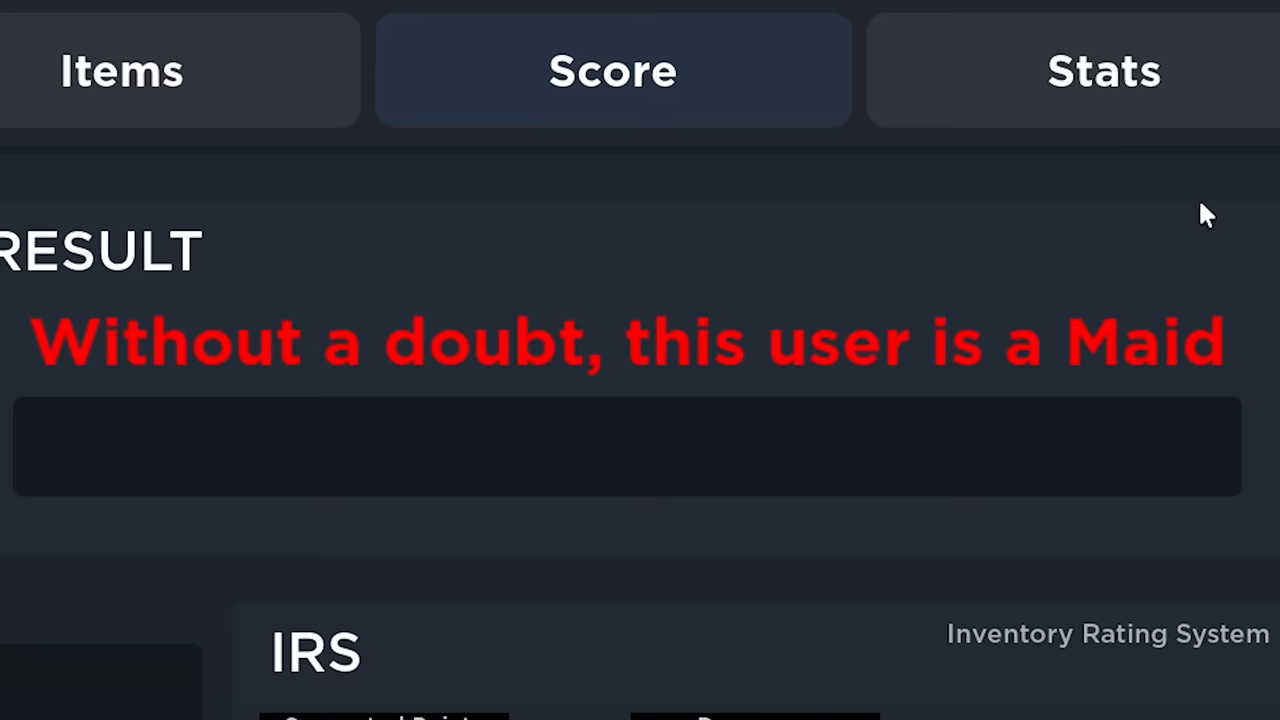 Items Score Stats
RESULT
Without a doubt, this user is a Maid
IRS Inventory Rating System